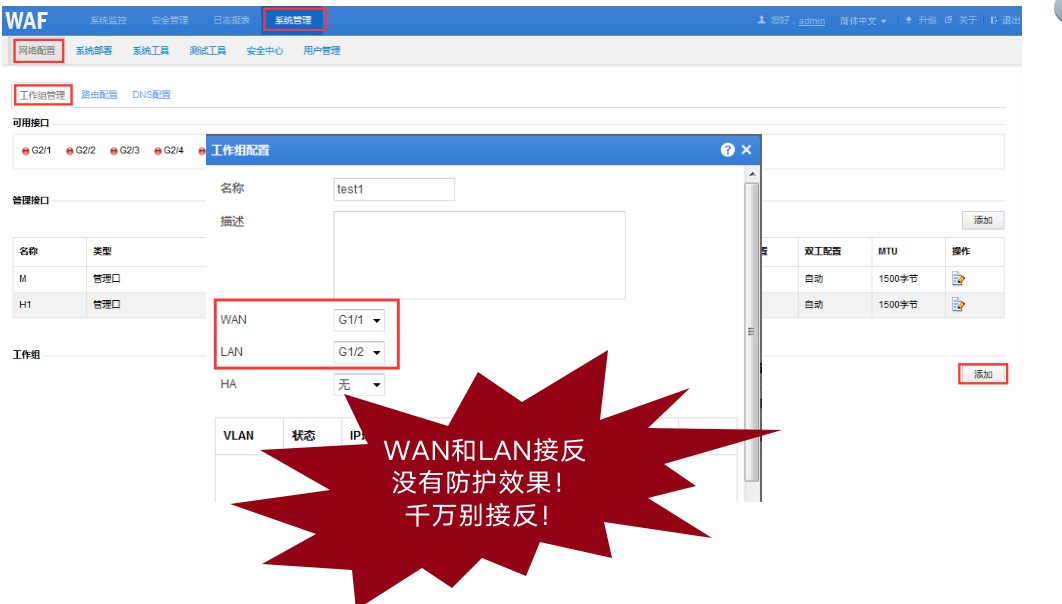 WAF 系统监控 安全管理 日志报表 系统管理 您好，admin 简体中文 升级 关于 退出
网络配置 系统部署 系统工具 测试工具 安全中心 用户管理
工作组管理 路由配置 DNS配置
可用接口
G2/1 G2/2 G2/3 G2/4
管理接口
添加
名称 类型 双工配置 MTU 操作
M 管理口 自动 1500字节
H1 管理口 自动 1500字节
工作组
添加
工作组配置
名称 test1
描述
WAN G1/1
LAN G1/2
HA 无
VLAN 状态
WAN和LAN接反
没有防护效果！
千万别接反！